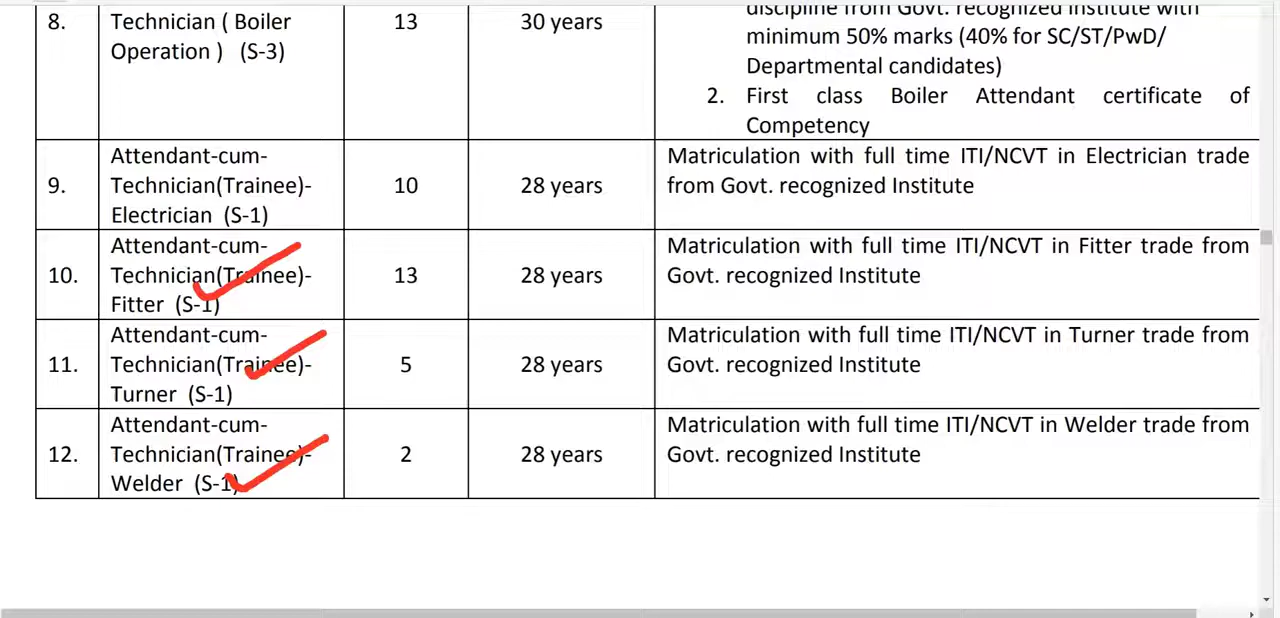 8.
Technician ( Boiler
Operation )  (S-3)
13
30 years
discipline from Govt. recognized institute with
minimum 50% marks (40% for SC/ST/PwD/
Departmental candidates)
2. First class Boiler Attendant certificate of
Competency
9.
Attendant-cum-
Technician(Trainee)-
Electrician  (S-1)
10
28 years
Matriculation with full time ITI/NCVT in Electrician trade
from Govt. recognized Institute
10.
Attendant-cum-
Technician(Trainee)-
Fitter  (S-1)
13
28 years
Matriculation with full time ITI/NCVT in Fitter trade from
Govt. recognized Institute
11.
Attendant-cum-
Technician(Trainee)-
Turner  (S-1)
5
28 years
Matriculation with full time ITI/NCVT in Turner trade from
Govt. recognized Institute
12.
Attendant-cum-
Technician(Trainee)-
Welder  (S-1)
2
28 years
Matriculation with full time ITI/NCVT in Welder trade from
Govt. recognized Institute